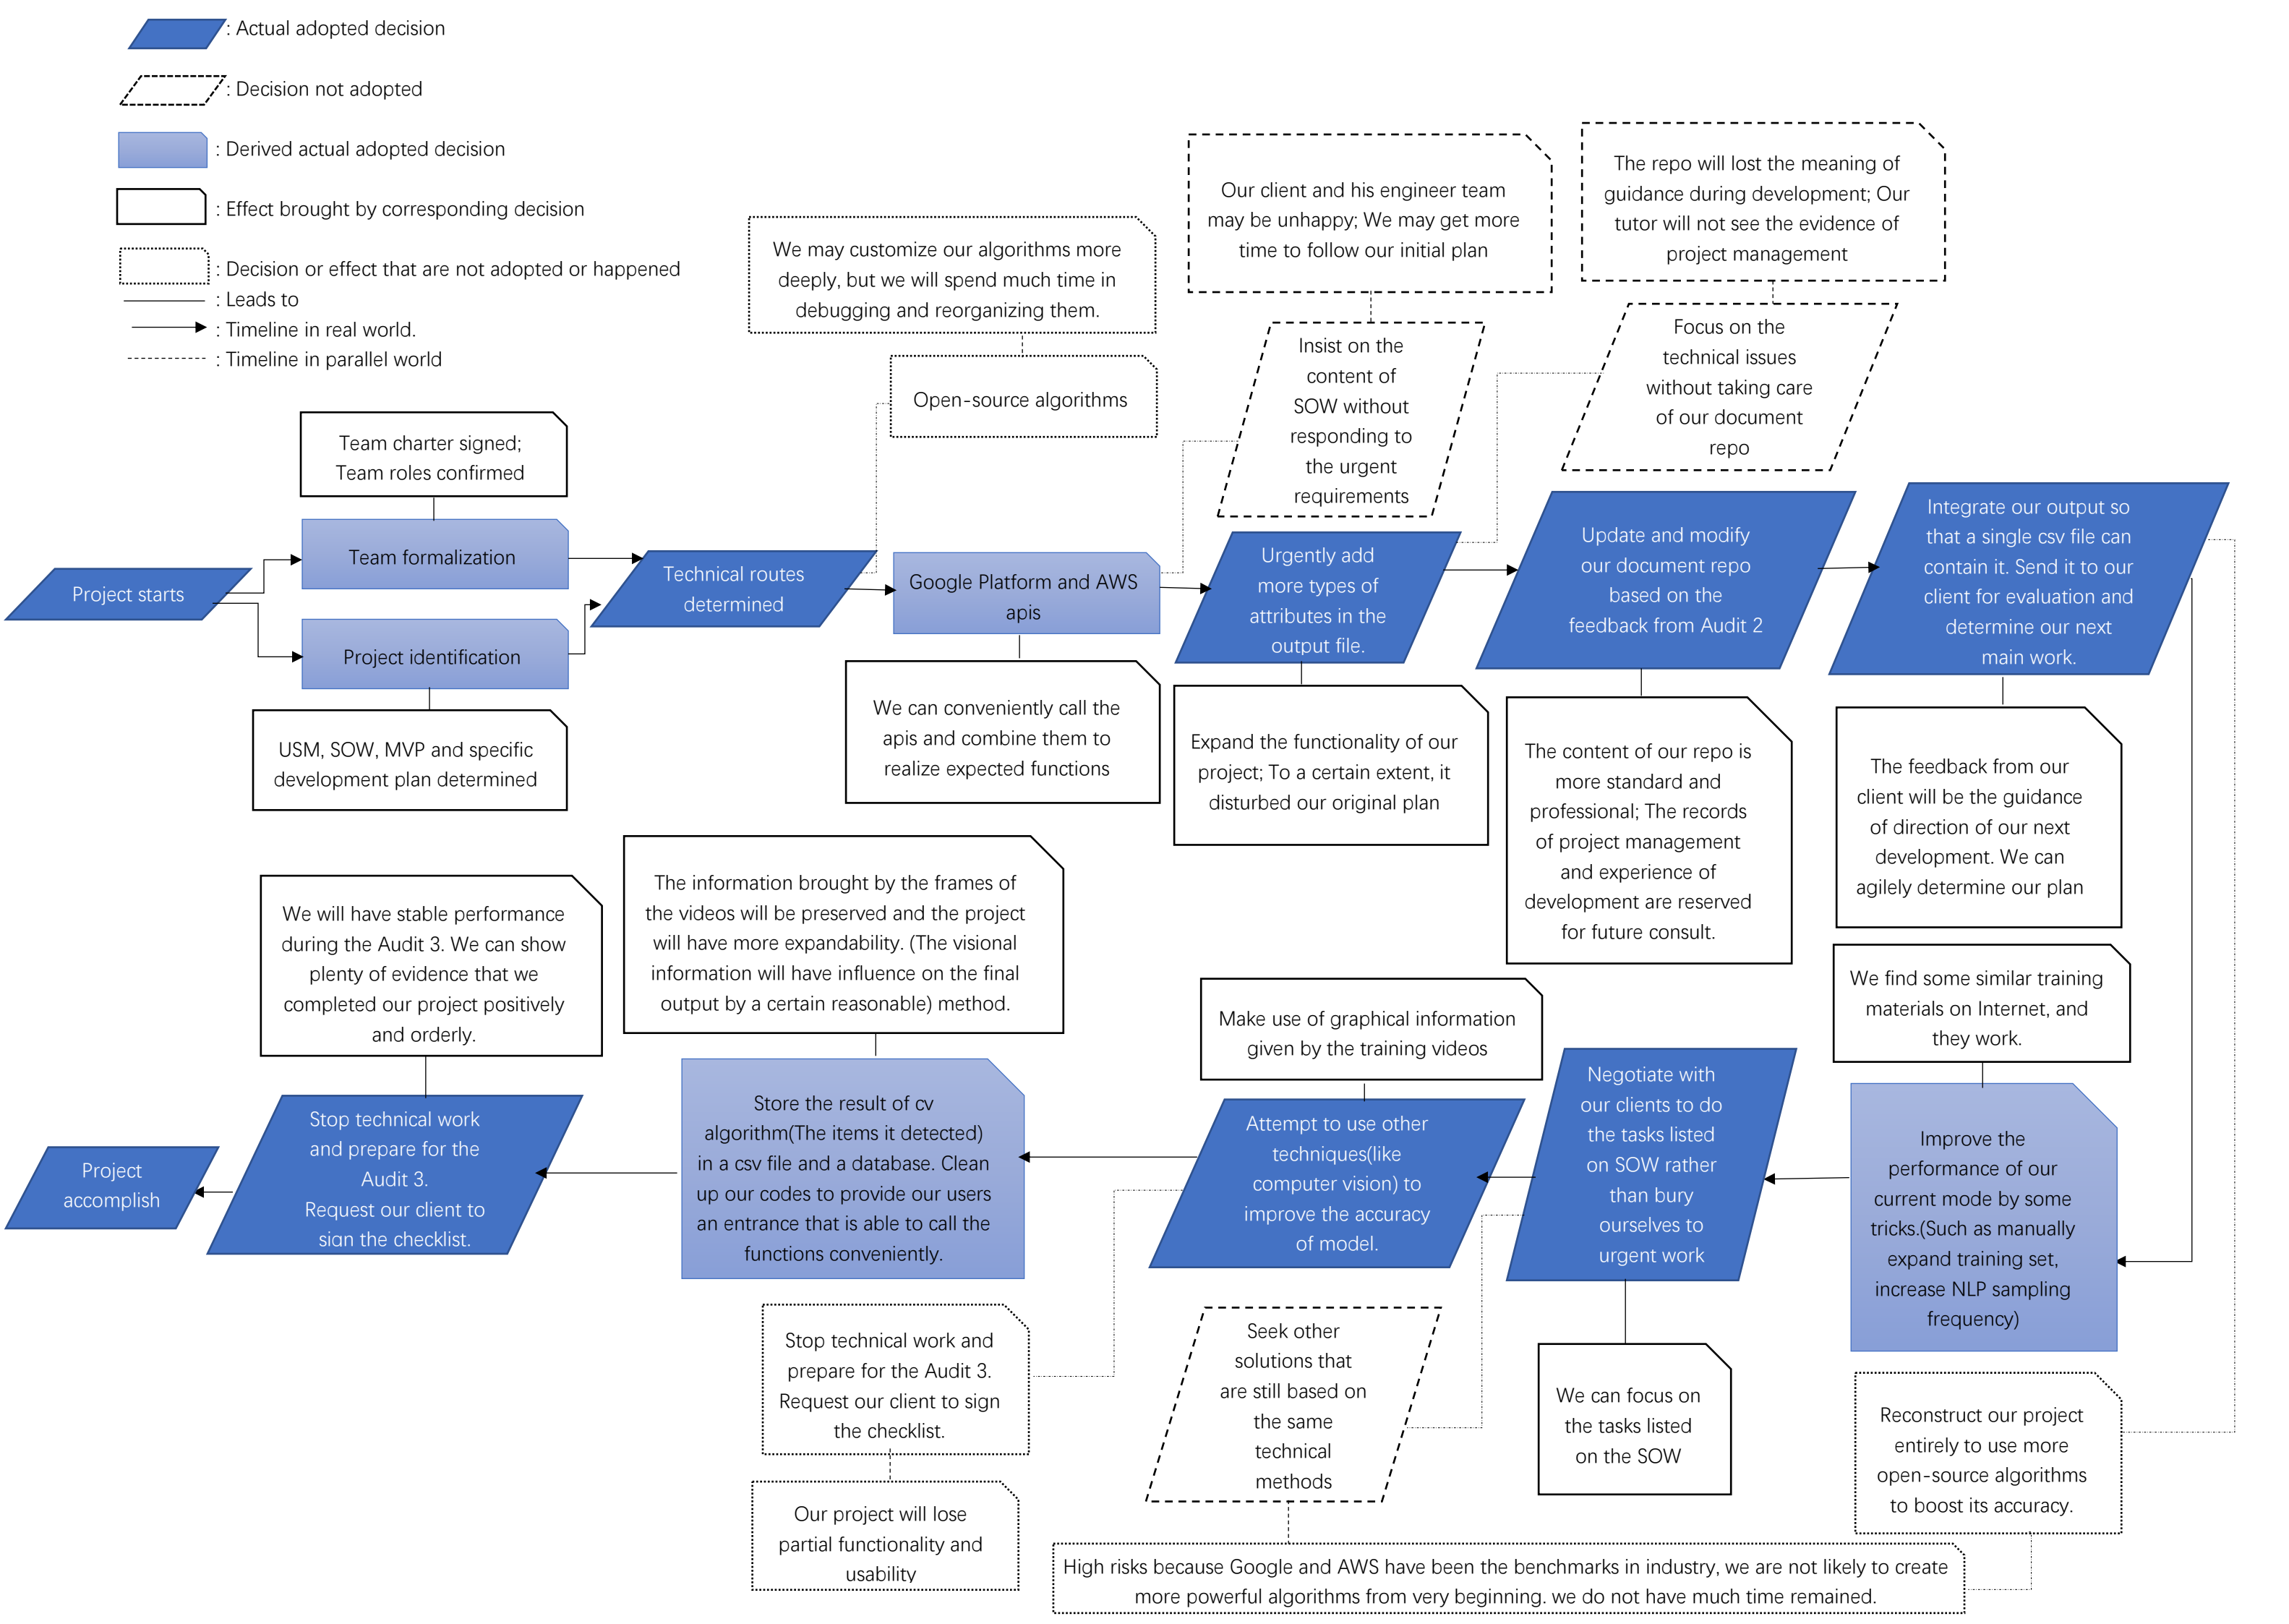 : Actual adopted decision
: Decision not adopted
: Derived actual adopted decision
: Effect brought by corresponding decision
: Decision or effect that are not adopted or happened
: Leads to
: Timeline in real world.
: Timeline in parallel world
We may customize our algorithms more
deeply, but we will spend much time in
debugging and reorganizing them.
Open-source algorithms
Our client and his engineer team
may be unhappy; We may get more
time to follow our initial plan
Insist on the
content of
SOW without
responding to
the urgent
requirements
The repo will lost the meaning of
guidance during development; Our
tutor will not see the evidence of
project management
Focus on the
technical issues
without taking care
of our document
repo
Team charter signed;
Team roles confirmed
Team formalization
Project starts
Project identification
USM, SOW, MVP and specific
development plan determined
Technical routes
determined
Google Platform and AWS
apis
We can conveniently call the
apis and combine them to
realize expected functions
Urgently add
more types of
attributes in the
output file.
Expand the functionality of our
project; To a certain extent, it
disturbed our original plan
Update and modify
our document repo
based on the
feedback from Audit 2
The content of our repo is
more standard and
professional; The records
of project management
and experience of
development are reserved
for future consult.
Integrate our output so
that a single csv file can
contain it. Send it to our
client for evaluation and
determine our next
main work.
The feedback from our
client will be the guidance
of direction of our next
development. We can
agilely determine our plan
We find some similar training
materials on Internet, and
they work.
Improve the
performance of our
current mode by some
tricks.(Such as manually
expand training set,
increase NLP sampling
frequency)
Reconstruct our project
entirely to use more
open-source algorithms
to boost its accuracy.
Negotiate with
our clients to do
the tasks listed
on SOW rather
than bury
ourselves to
urgent work
We can focus on
the tasks listed
on the SOW
Make use of graphical information
given by the training videos
Attempt to use other
techniques(like
computer vision) to
improve the accuracy
of model.
Seek other
solutions that
are still based on
the same
technical
methods
High risks because Google and AWS have been the benchmarks in industry, we are not likely to create
more powerful algorithms from very beginning. we do not have much time remained.
The information brought by the frames of
the videos will be preserved and the project
will have more expandability. (The visional
information will have influence on the final
output by a certain reasonable) method.
Store the result of cv
algorithm(The items it detected)
in a csv file and a database. Clean
up our codes to provide our users
an entrance that is able to call the
functions conveniently.
Stop technical work and
prepare for the Audit 3.
Request our client to sign
the checklist.
Our project will lose
partial functionality and
usability
We will have stable performance
during the Audit 3. We can show
plenty of evidence that we
completed our project positively
and orderly.
Stop technical work
and prepare for the
Audit 3.
Request our client to
sign the checklist.
Project
accomplish